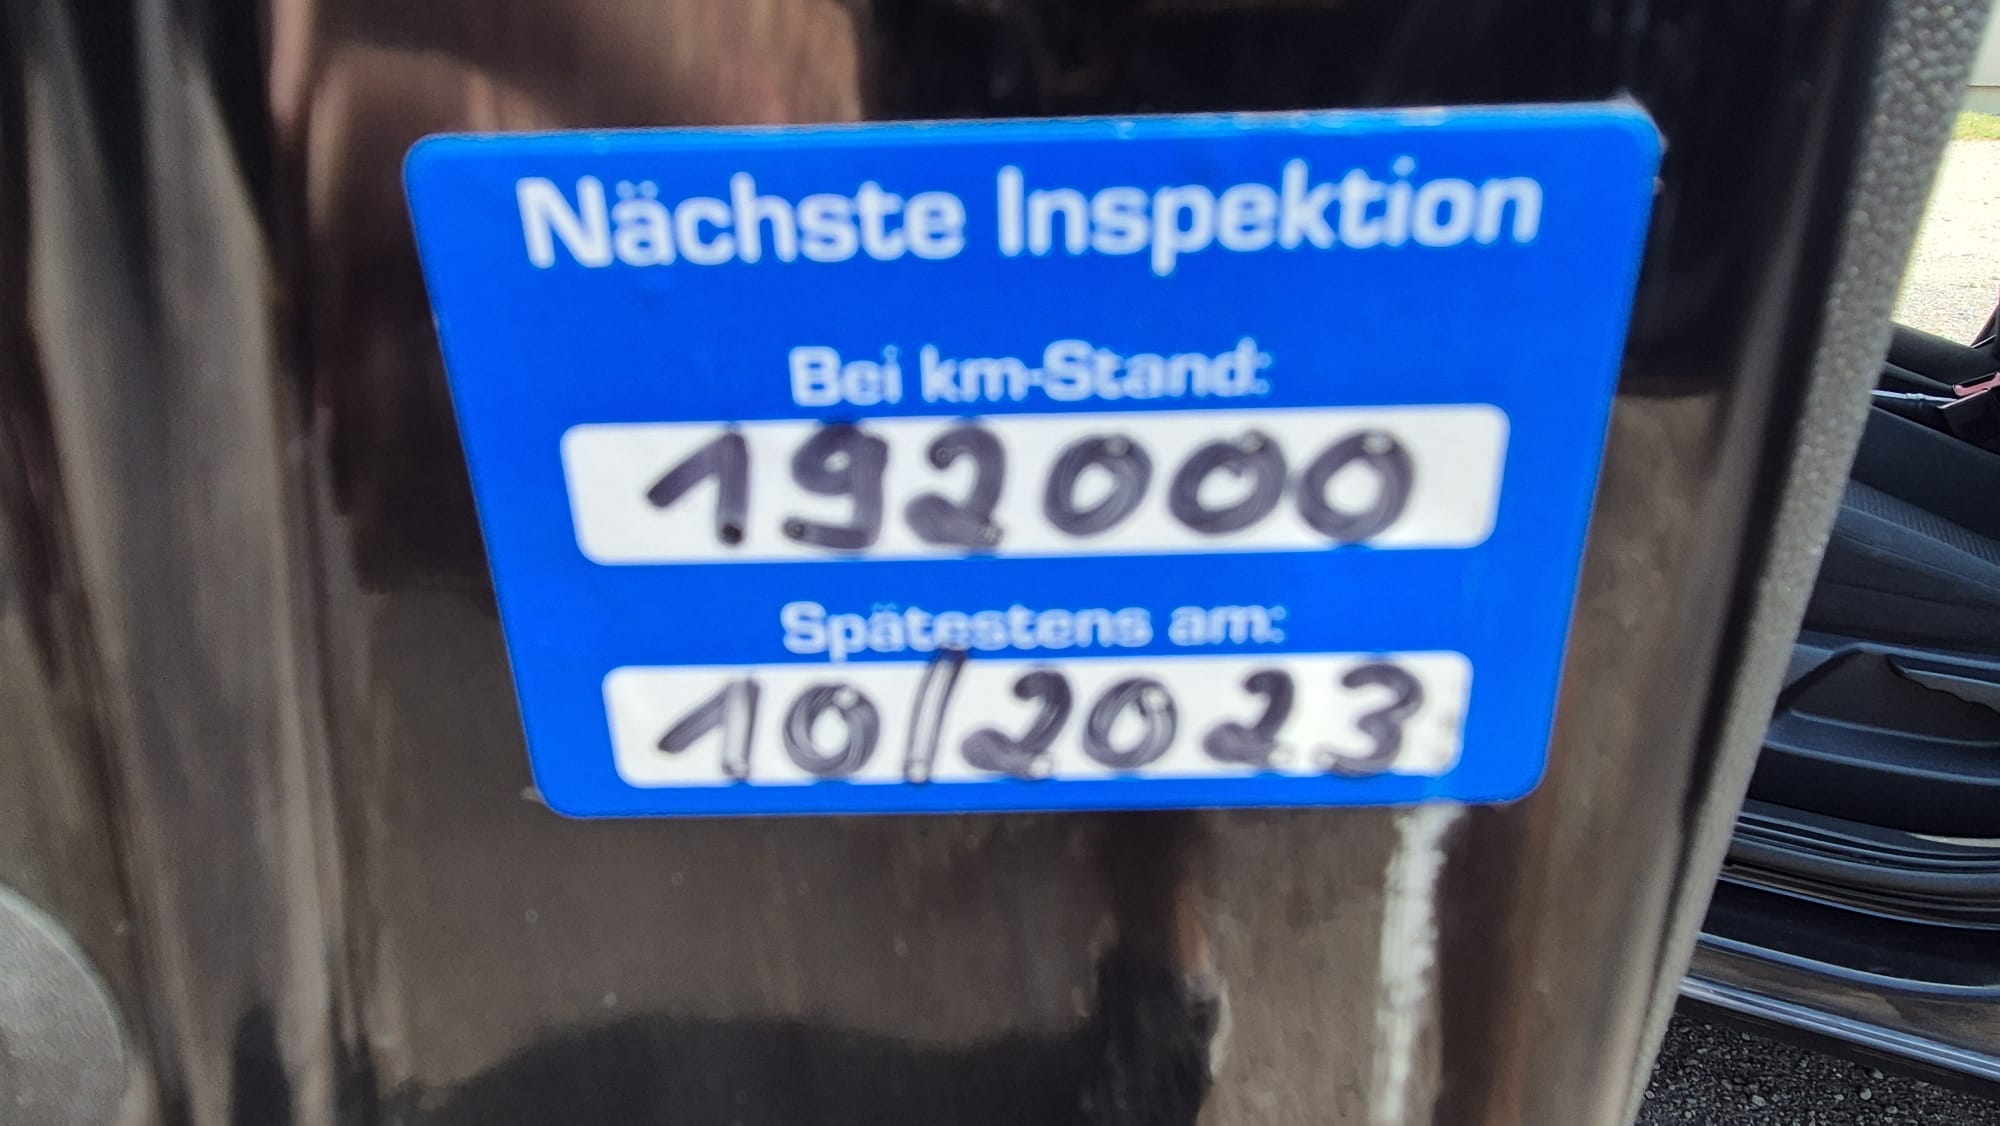 Nächste Inspektion
Bei km-Stand:
192000
Spätestens am:
10/2023